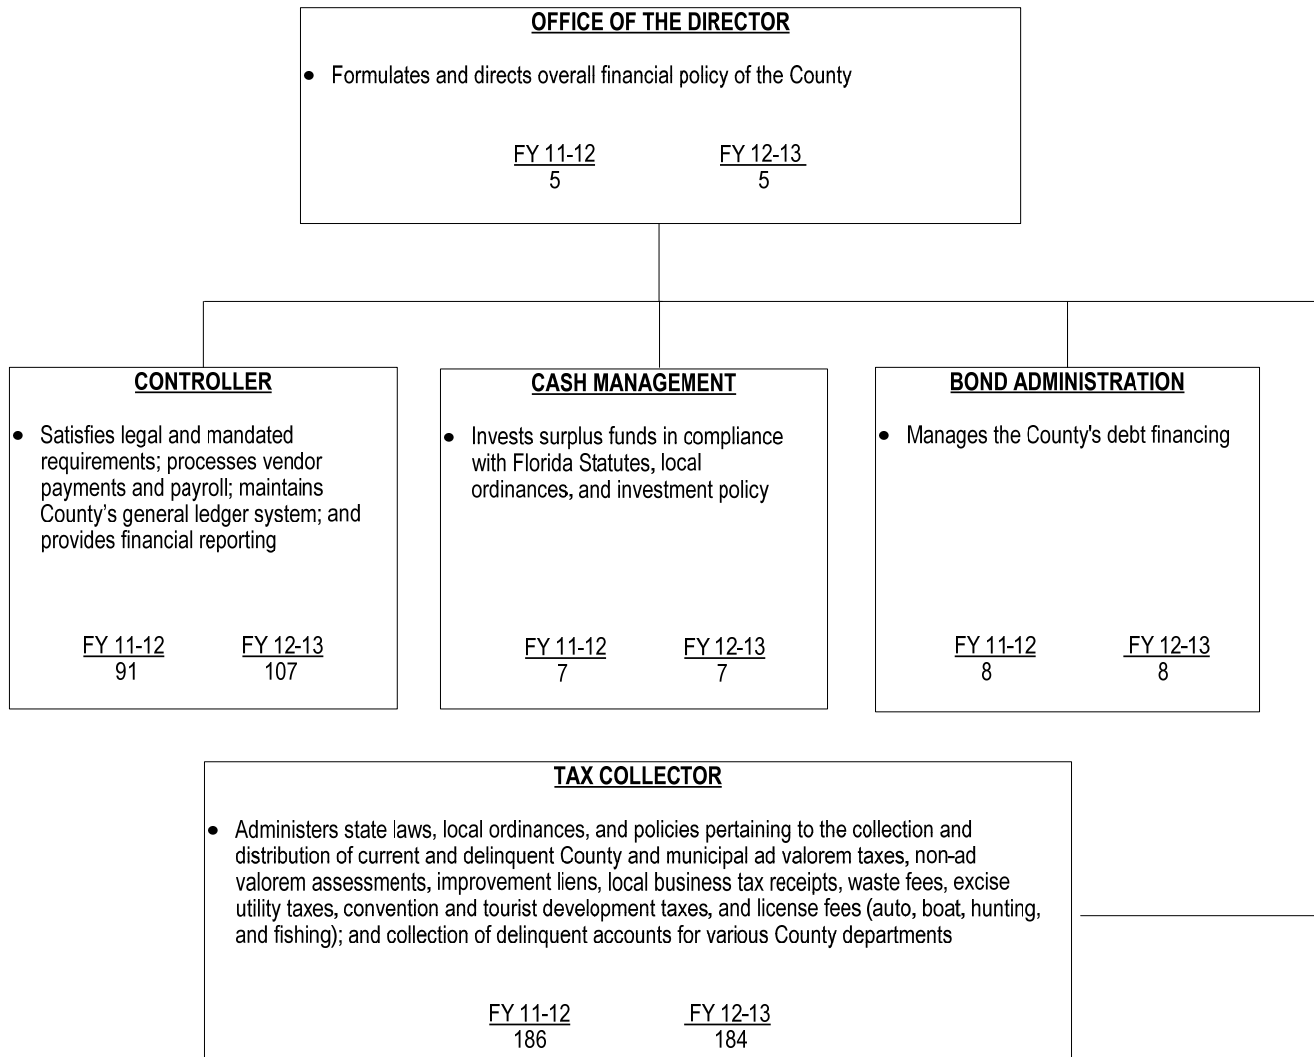 OFFICE OF THE DIRECTOR
• Formulates and directs overall financial policy of the County
FY 11-12 FY 12-13
5 5
CONTROLLER
• Satisfies legal and mandated
requirements; processes vendor
payments and payroll; maintains
County’s general ledger system; and
provides financial reporting
FY 11-12 FY 12-13
91 107
CASH MANAGEMENT
• Invests surplus funds in compliance
with Florida Statutes, local
ordinances, and investment policy
FY 11-12 FY 12-13
7 7
BOND ADMINISTRATION
• Manages the County's debt financing
FY 11-12 FY 12-13
8 8
TAX COLLECTOR
• Administers state laws, local ordinances, and policies pertaining to the collection and
distribution of current and delinquent County and municipal ad valorem taxes, non-ad
valorem assessments, improvement liens, local business tax receipts, waste fees, excise
utility taxes, convention and tourist development taxes, and license fees (auto, boat, hunting,
and fishing); and collection of delinquent accounts for various County departments
FY 11-12 FY 12-13
186 184